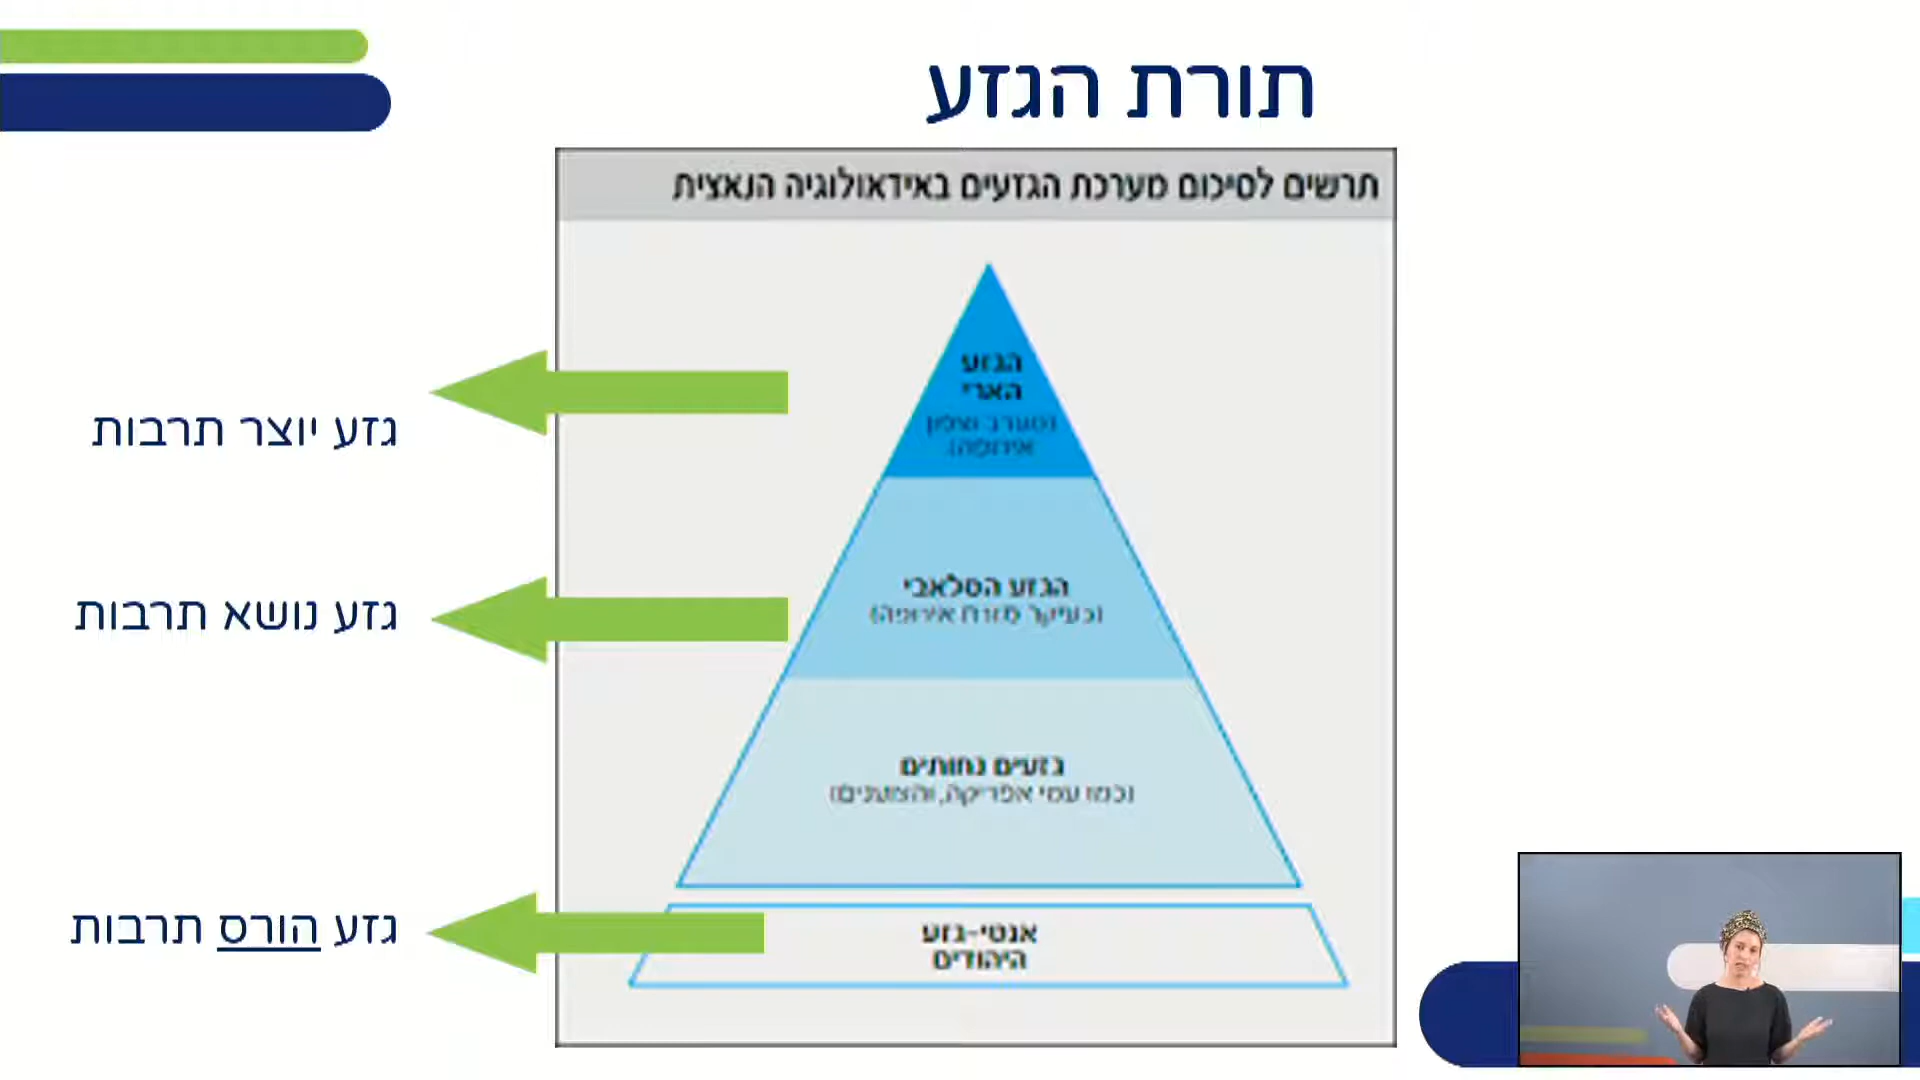 תורת הגזע
תרשים לסיכום מערכת הגזעים באידאולוגיה הנאצית
הגזע
הארי
(מערב וצפון
אירופה)
גזע יוצר תרבות
הגזע הסלאבי
(בעיקר מזרח אירופה)
גזע נושא תרבות
גזעים נחותים
(כמו עמי אפריקה, והצוענים)
אנטי-גזע
היהודים
גזע הורס תרבות